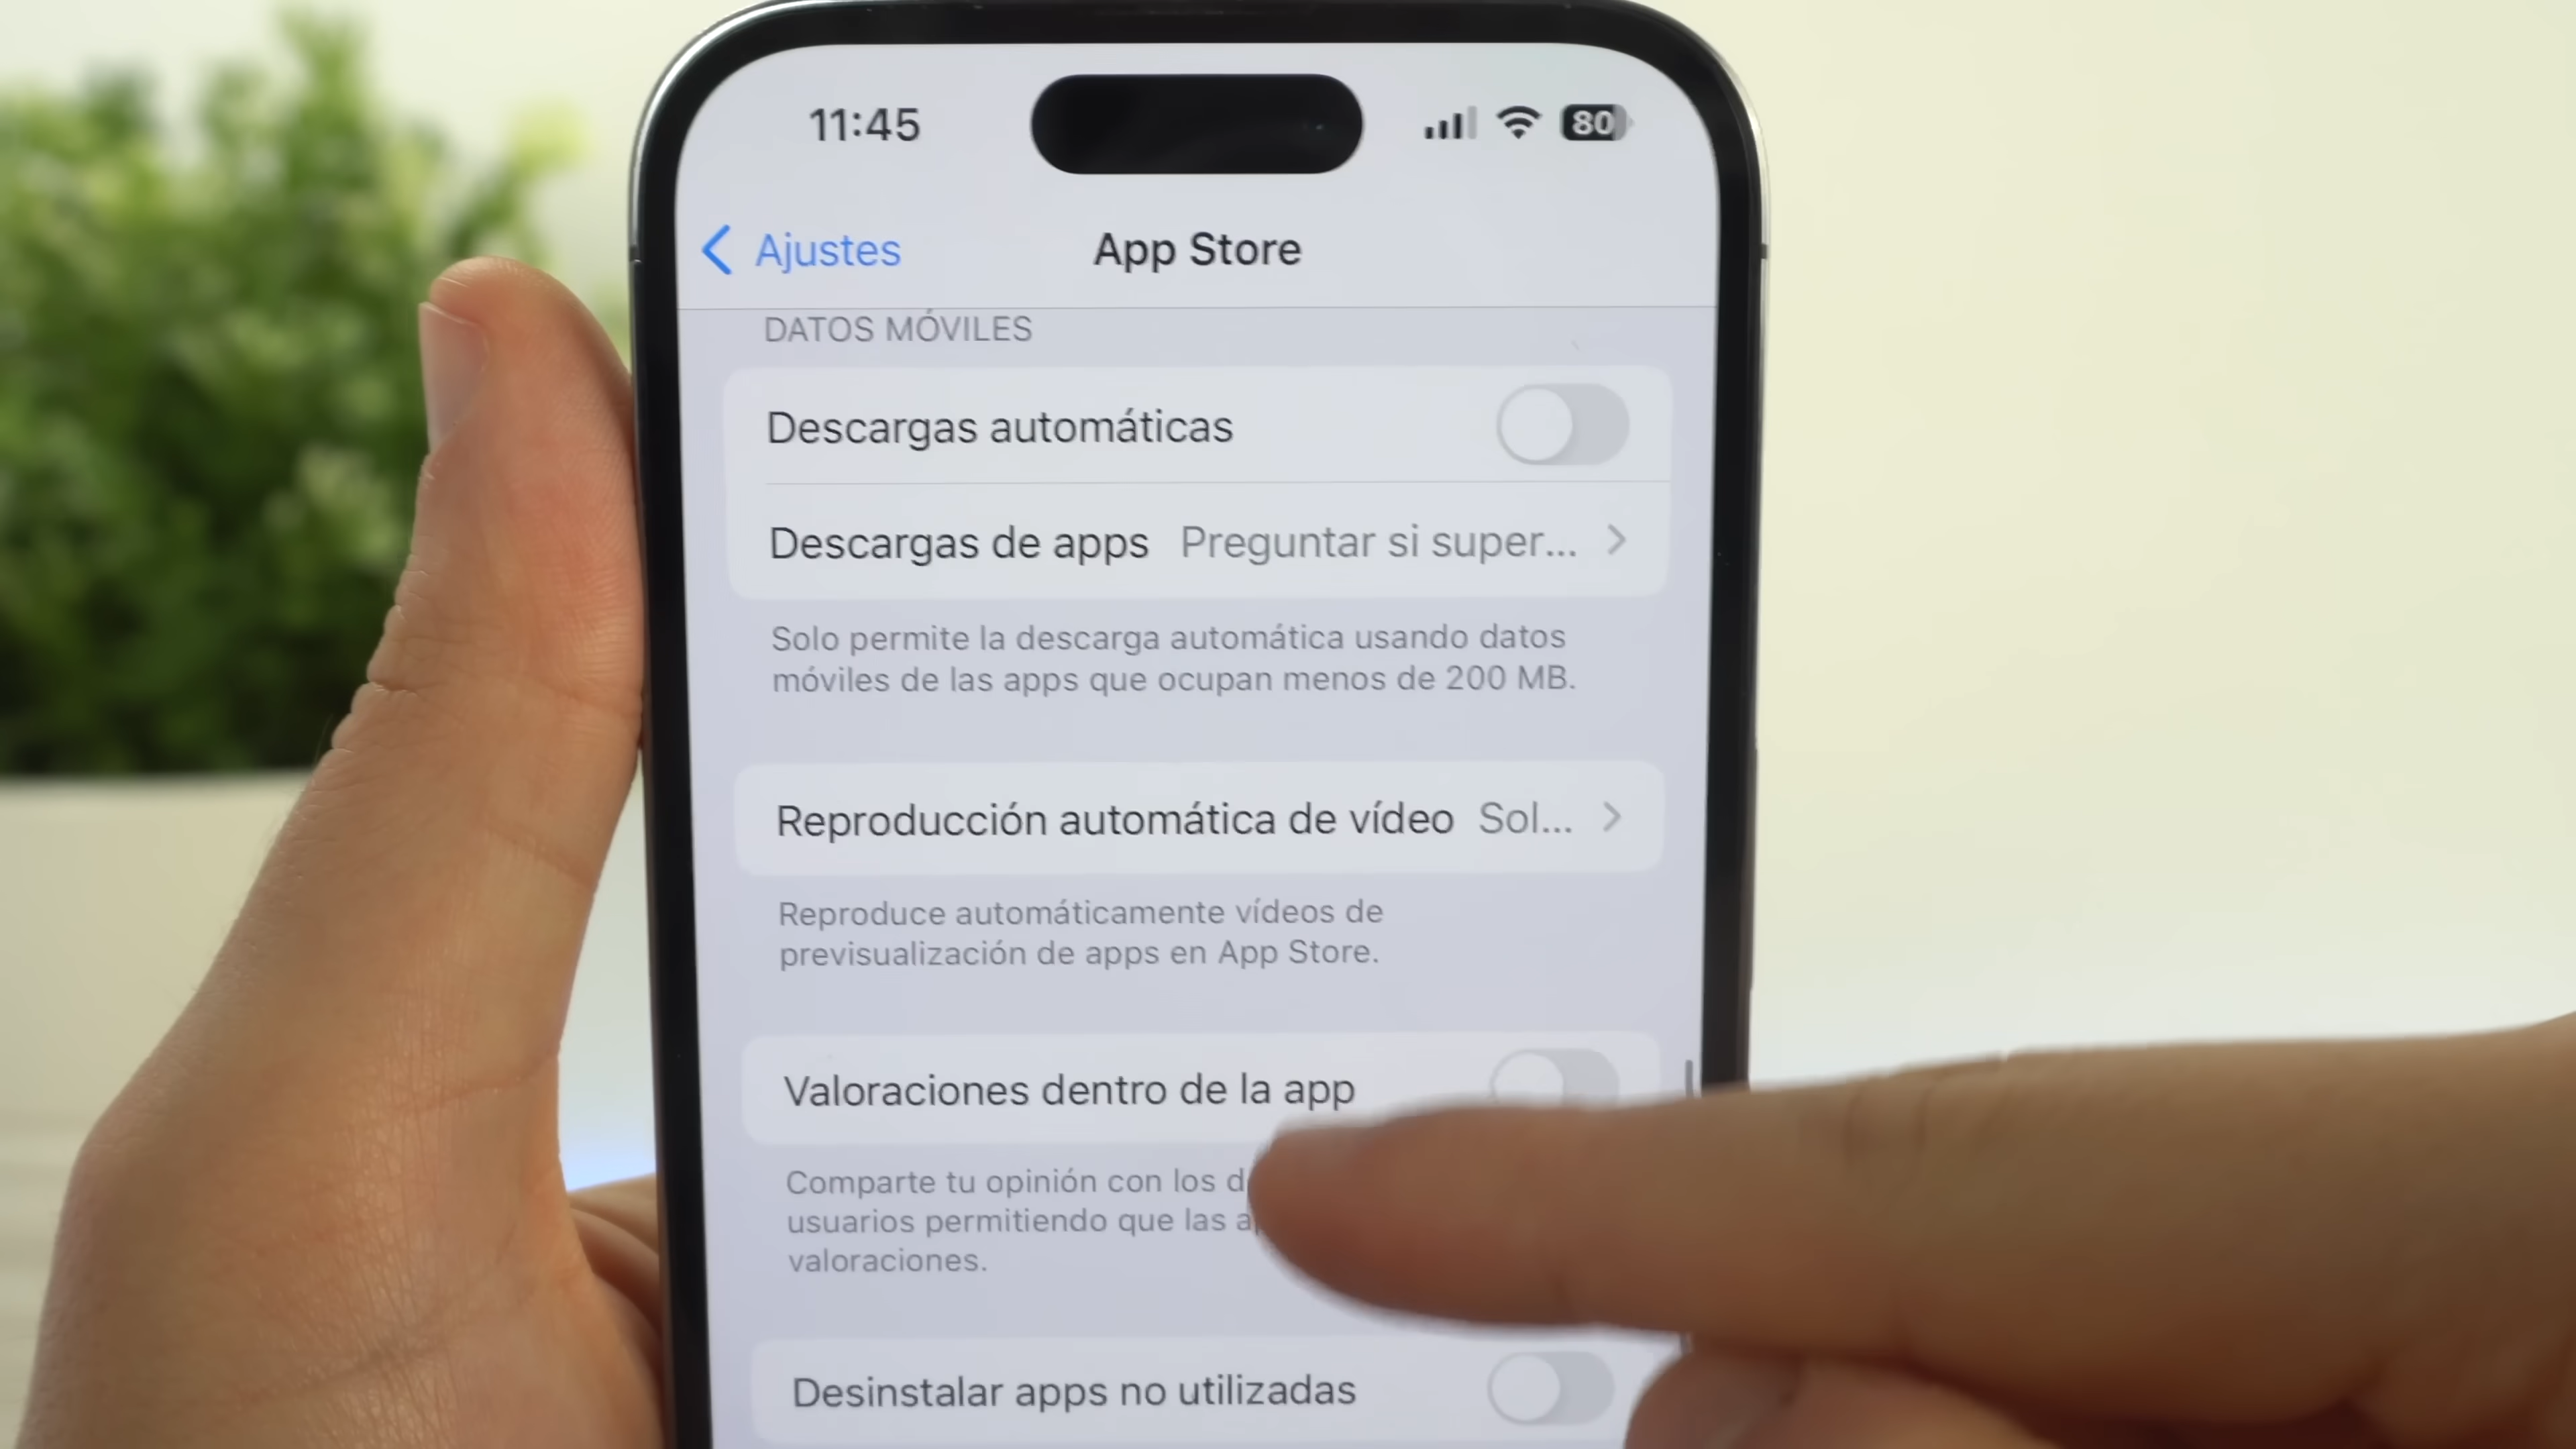 11:45
80
Ajustes
App Store
DATOS MÓVILES
Descargas automáticas
Descargas de apps Preguntar si super...
Solo permite la descarga automática usando datos
móviles de las apps que ocupan menos de 200 MB.
Reproducción automática de vídeo Sol...
Reproduce automáticamente vídeos de
previsualización de apps en App Store.
Valoraciones dentro de la app
Comparte tu opinión con los
usuarios permitiendo que las
valoraciones.
Desinstalar apps no utilizadas